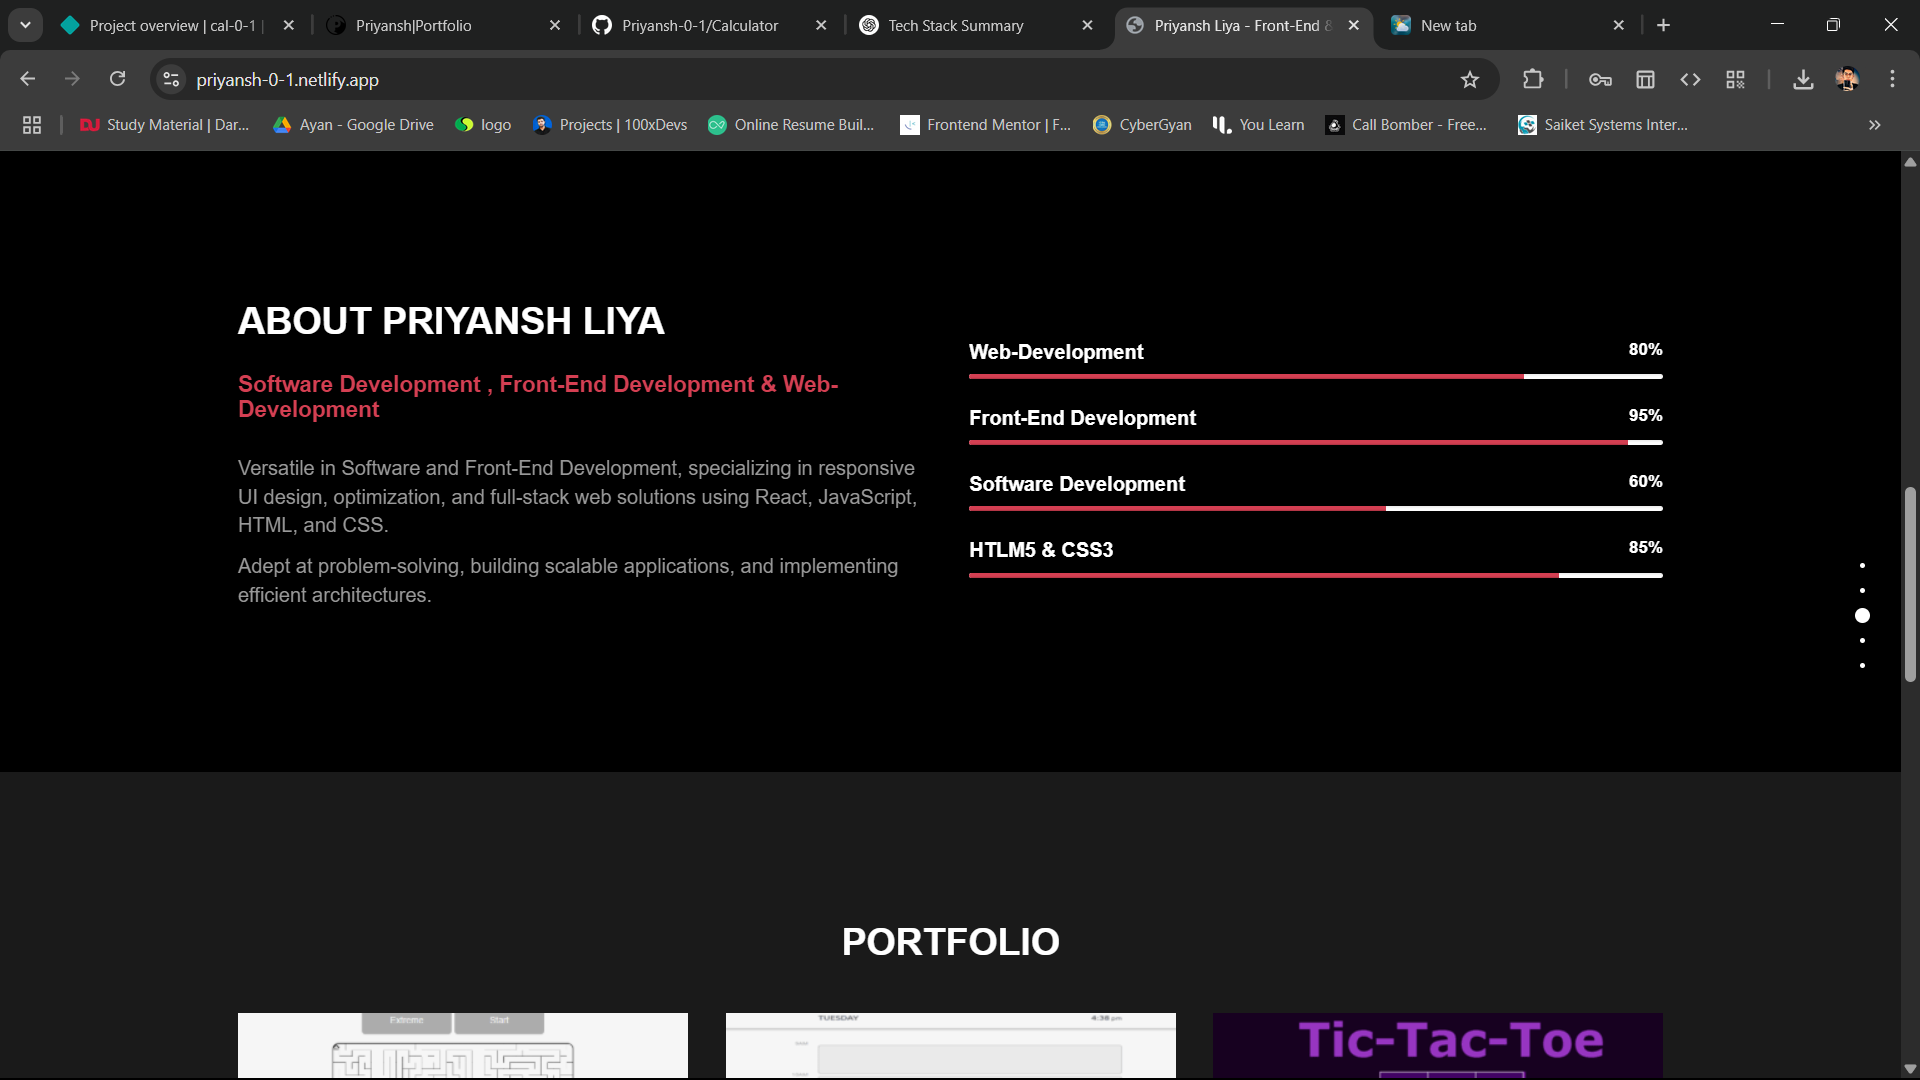 Project overview | cal-0-1 |
Priyansh|Portfolio
Priyansh-0-1/Calculator
Tech Stack Summary
Priyansh Liya - Front-End &
New tab
priyansh-0-1.netlify.app
Study Material | Dar...
Ayan - Google Drive
logo
Projects | 100xDevs
Online Resume Buil...
Frontend Mentor | F...
CyberGyan
You Learn
Call Bomber - Free...
Saiket Systems Inter...
ABOUT PRIYANSH LIYA
Software Development , Front-End Development & Web-
Development
Versatile in Software and Front-End Development, specializing in responsive
UI design, optimization, and full-stack web solutions using React, JavaScript,
HTML, and CSS.
Adept at problem-solving, building scalable applications, and implementing
efficient architectures.
Web-Development 80%
Front-End Development 95%
Software Development 60%
HTLM5 & CSS3 85%
PORTFOLIO
Extreme Start
TUESDAY 4:38 pm
Tic-Tac-Toe